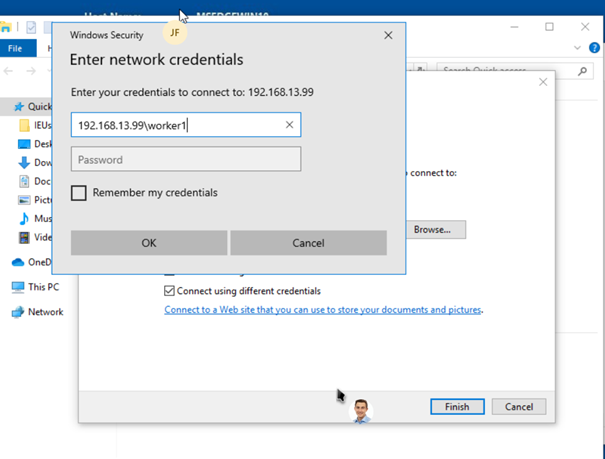 Host Name: MSEDGEWIN10
File
Search Quick access
Windows Security
JF
Enter network credentials
Enter your credentials to connect to: 192.168.13.99
192.168.13.99\worker1
Password
Remember my credentials
OK
Cancel
Quick
IEUs
Desk
Dow
Doc
Pictu
Musi
Vide
OneD
This PC
Network
connect to:
Browse...
Connect using different credentials
Connect to a Web site that you can use to store your documents and pictures.
Finish
Cancel